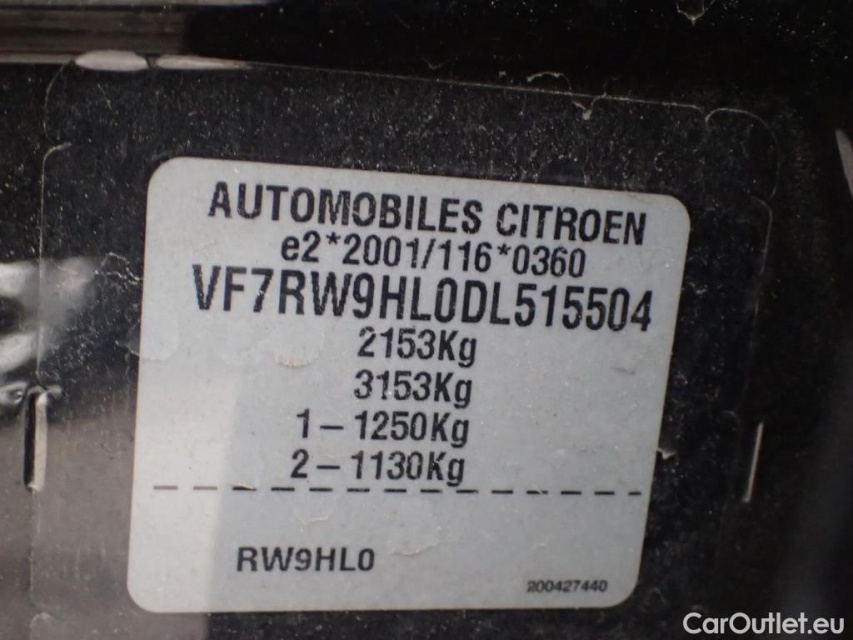 AUTOMOBILES CITROEN
e2*2001/116*0360
VF7RW9HL0DL515504
2153Kg
3153Kg
1-1250Kg
2-1130Kg
RW9HL0
200427440
CarOutlet.eu